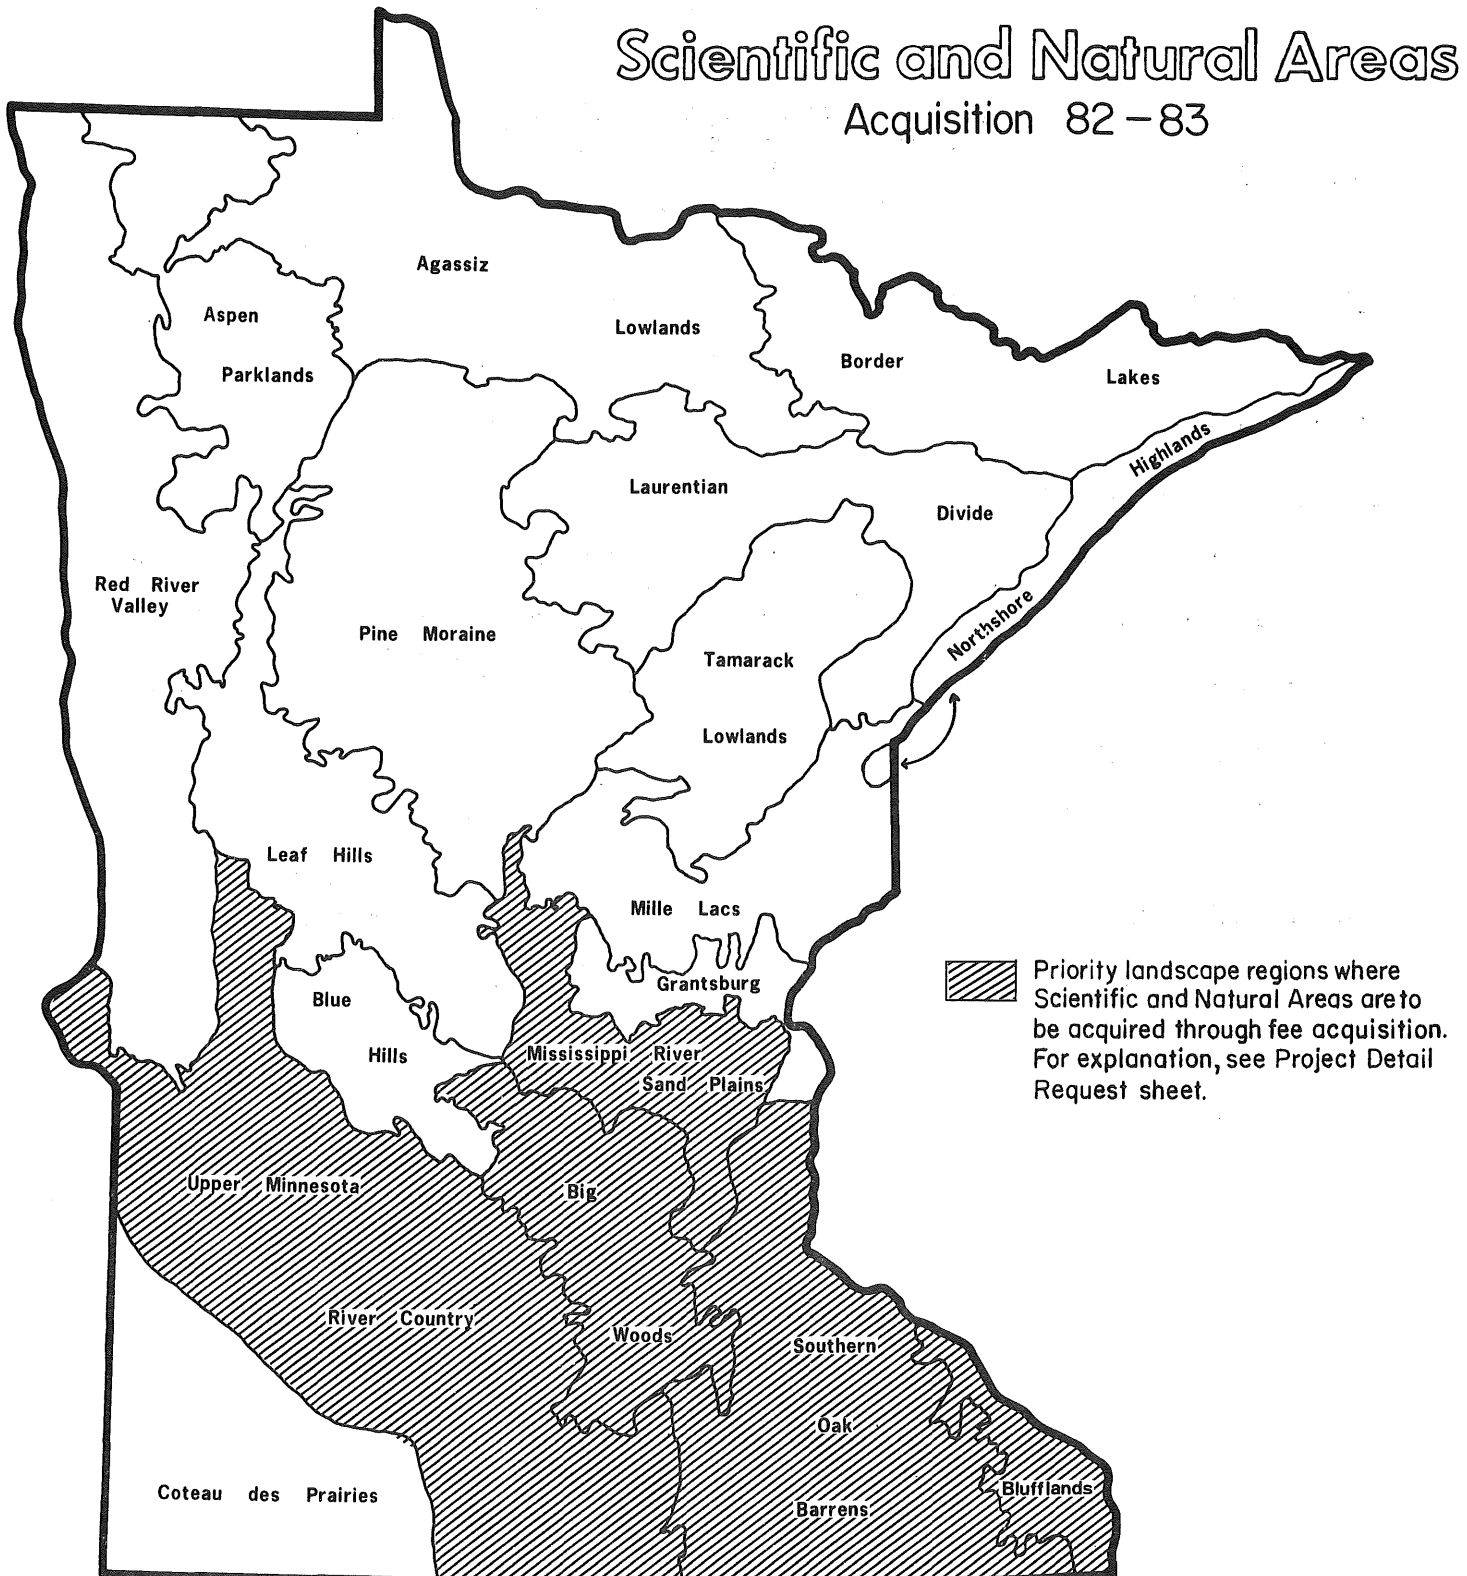 Scientific and Natural Areas
Acquisition 82-83
Agassiz
Lowlands
Aspen
Parklands
Border
Lakes
Highlands
Laurentian
Divide
Red River
Valley
Pine Moraine
Northshore
Tamarack
Lowlands
Leaf Hills
Mille Lacs
Grantsburg
Blue
Hills
Priority landscape regions where
Scientific and Natural Areas are to
be acquired through fee acquisition.
For explanation, see Project Detail
Request sheet.
Mississippi River
Sand Plains
Upper Minnesota
Big
River Country
Woods
Southern
Oak
Barrens
Blufflands
Coteau des Prairies